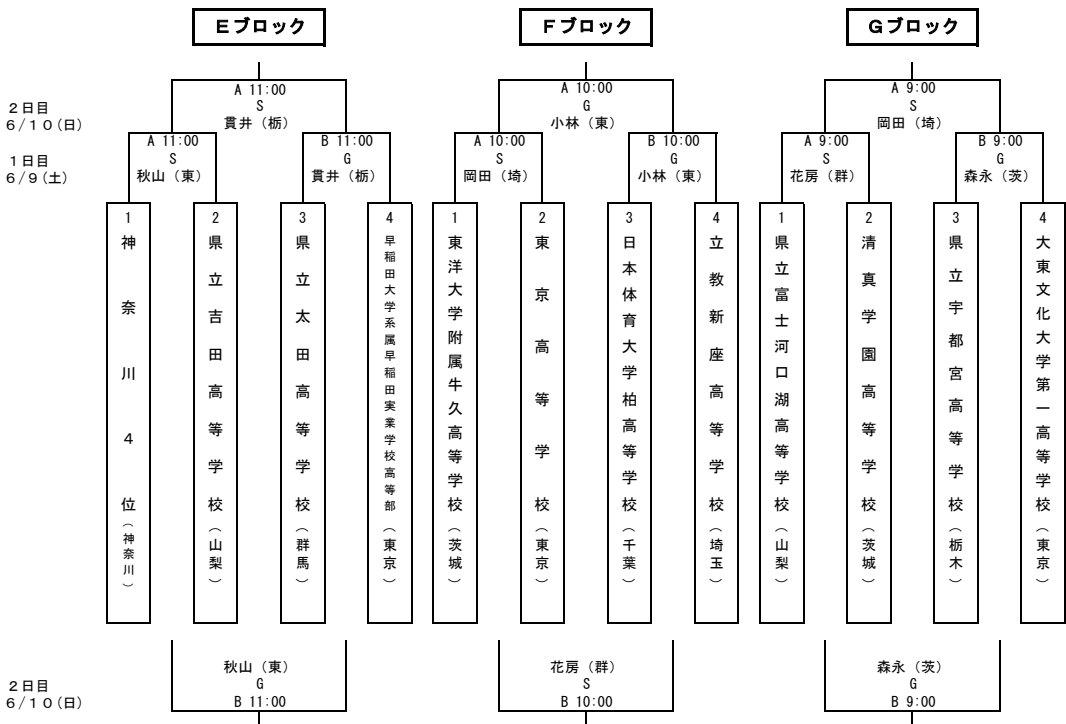 Eブロック
Fブロック
Gブロック
A 11:00
S
貫井（栃）
A 10:00
G
小林（東）
A 9:00
S
岡田（埼）
2日目
6/10(日)
A 11:00
S
秋山（東）
B 11:00
G
貫井（栃）
A 10:00
S
岡田（埼）
B 10:00
G
小林（東）
A 9:00
S
花房（群）
B 9:00
G
森永（茨）
1日目
6/9(土)
1 神奈川4位（神奈川）
2 県立吉田高等学校（山梨）
3 県立太田高等学校（群馬）
4 早稲田大学系属早稲田実業学校高等部（東京）
1 東洋大学附属牛久高等学校（茨城）
2 東京高等学校（東京）
3 日本体育大学柏高等学校（千葉）
4 立教新座高等学校（埼玉）
1 県立富士河口湖高等学校（山梨）
2 清真学園高等学校（茨城）
3 県立宇都宮高等学校（栃木）
4 大東文化大学第一高等学校（東京）
2日目
6/10(日)
秋山（東）
G
B 11:00
花房（群）
S
B 10:00
森永（茨）
G
B 9:00